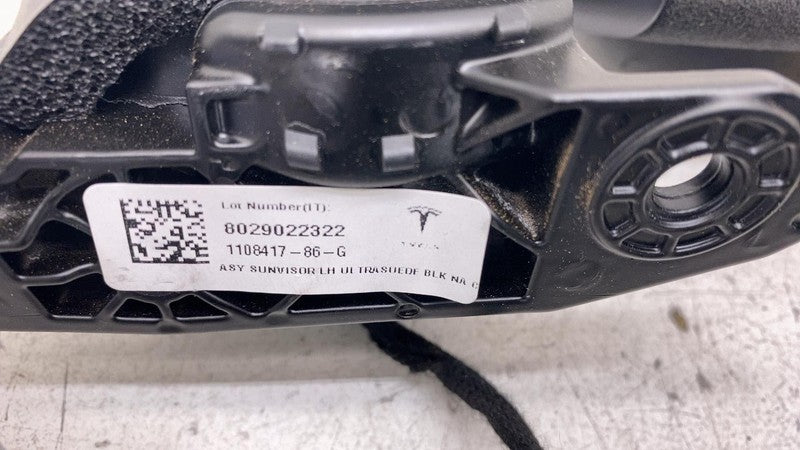 Lot Number(1T):
8029022322
1108417-86-G
ASY SUNVISOR LH ULTRASUEDE BLK NA